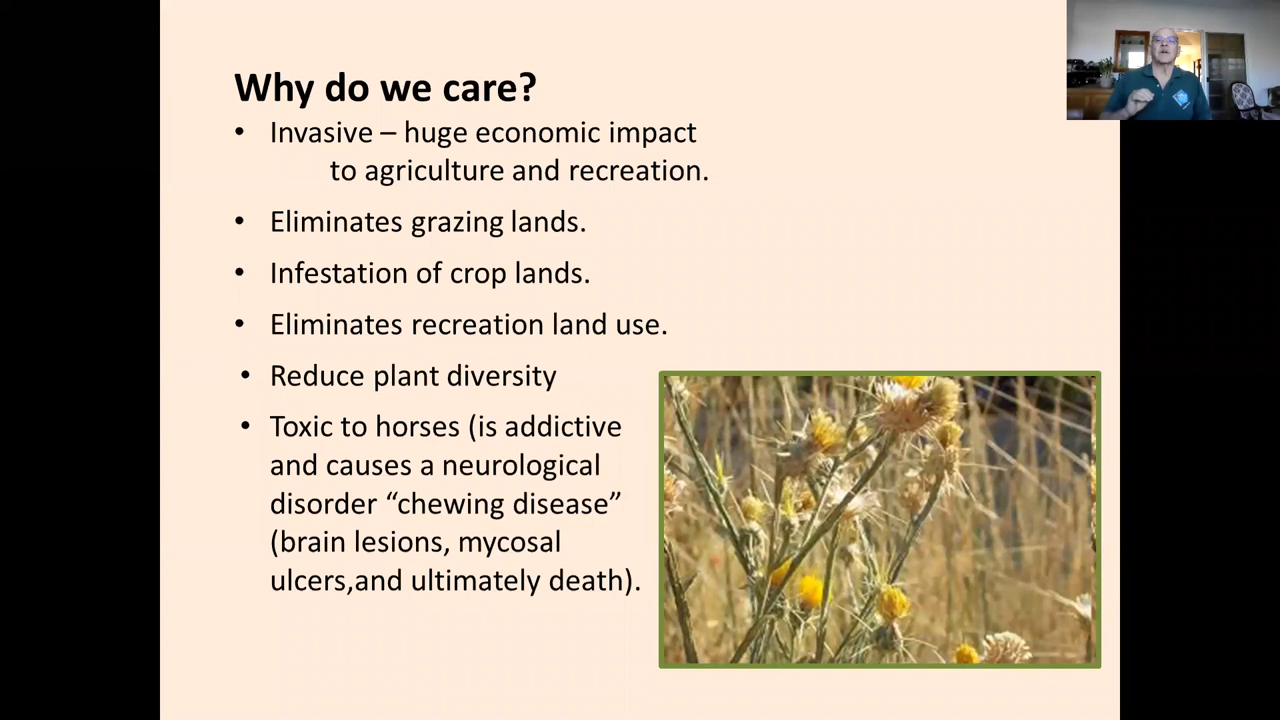 Why do we care?
• Invasive – huge economic impact
to agriculture and recreation.
• Eliminates grazing lands.
• Infestation of crop lands.
• Eliminates recreation land use.
• Reduce plant diversity
• Toxic to horses (is addictive
and causes a neurological
disorder “chewing disease”
(brain lesions, mycosal
ulcers,and ultimately death).